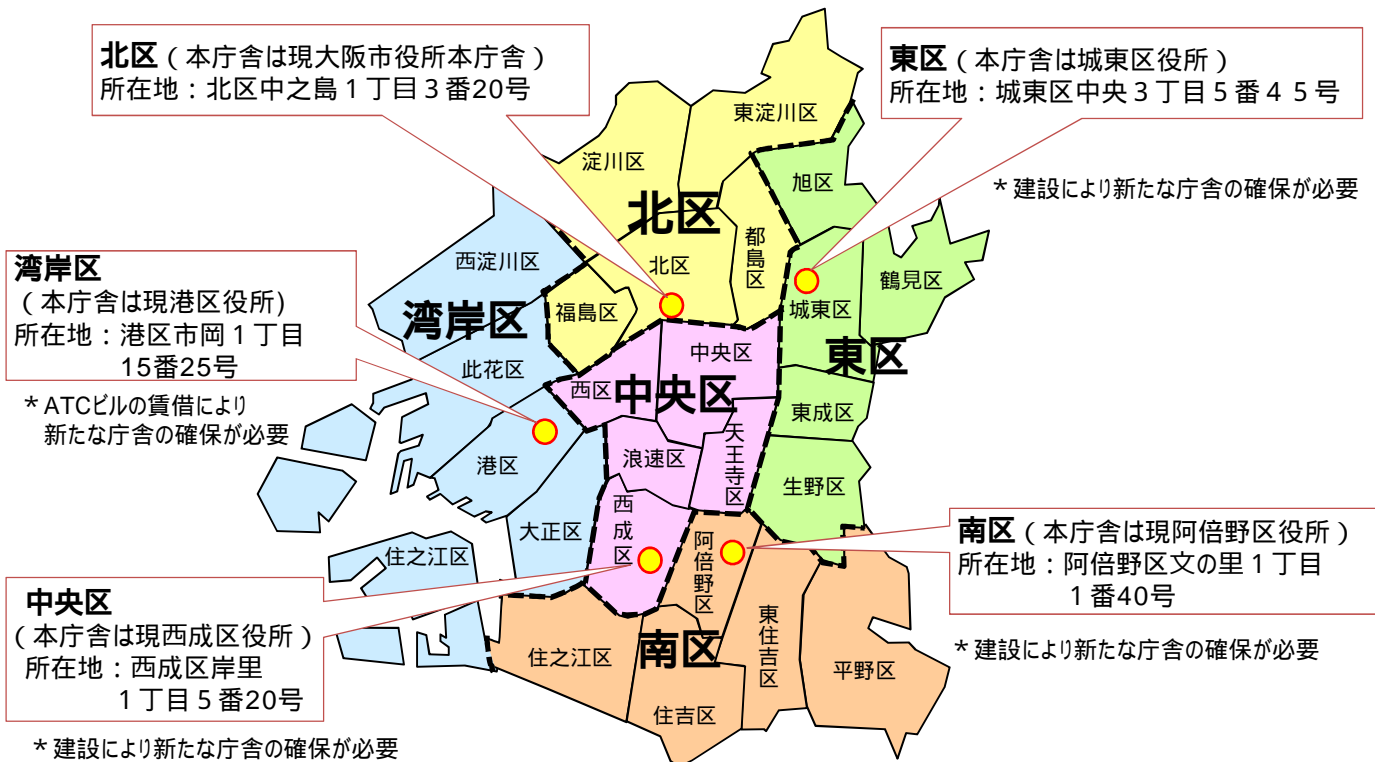 北区（本庁舎は現大阪市役所本庁舎）
所在地：北区中之島１丁目３番20号
東区（本庁舎は城東区役所）
所在地：城東区中央３丁目５番４５号
＊建設により新たな庁舎の確保が必要
湾岸区
（本庁舎は現港区役所)
所在地：港区市岡１丁目
15番25号
＊ATCビルの賃借により
新たな庁舎の確保が必要
東淀川区
淀川区
旭区
北区
都島区
西淀川区
北区
鶴見区
城東区
湾岸区
福島区
中央区
東区
此花区
西区
中央区
東成区
天王寺区
浪速区
港区
生野区
西成区
大正区
阿倍野区
住之江区
南区（本庁舎は現阿倍野区役所）
所在地：阿倍野区文の里１丁目
１番40号
＊建設により新たな庁舎の確保が必要
中央区
（本庁舎は現西成区役所）
所在地：西成区岸里
１丁目５番20号
＊建設により新たな庁舎の確保が必要
住之江区
南区
東住吉区
平野区
住吉区